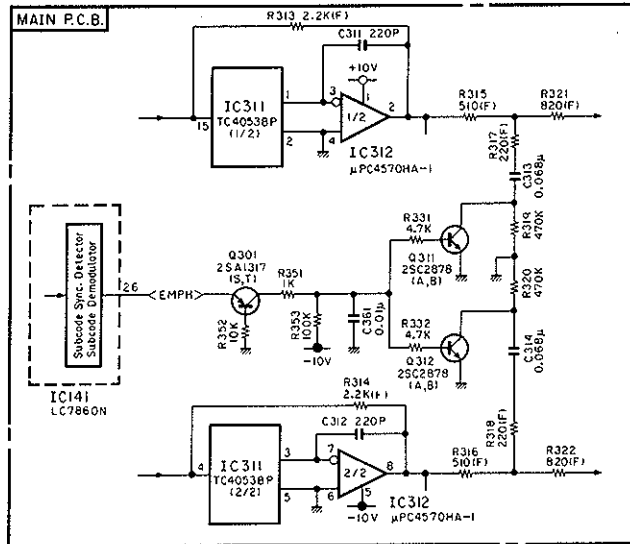 MAIN P.C.B.
R313 2.2K(F)
C311 220P
+10V
15
IC311
TC4053BP
(1/2)
1
2
3
4
1/2
1
2
IC312
μPC4570HA-1
R315
510(F)
R321
820(F)
R317
220(F)
C313
0.068μ
R319
470K
R320
470K
C314
0.068μ
R318
220(F)
R331
4.7K
Q311
2SC2878
(A,B)
R332
4.7K
Q312
2SC2878
(A,B)
Subcode Sync. Detector
Subcode Demodulator
26
EMPH
IC141
LC7860N
Q301
2SA1317
(S,T)
R352
10K
R351
1K
R353
100K
-10V
C361
0.01μ
R314
2.2K(F)
C312 220P
4
IC311
TC4053BP
(2/2)
3
5
7
6
2/2
5
8
-10V
IC312
μPC4570HA-1
R316
510(F)
R322
820(F)